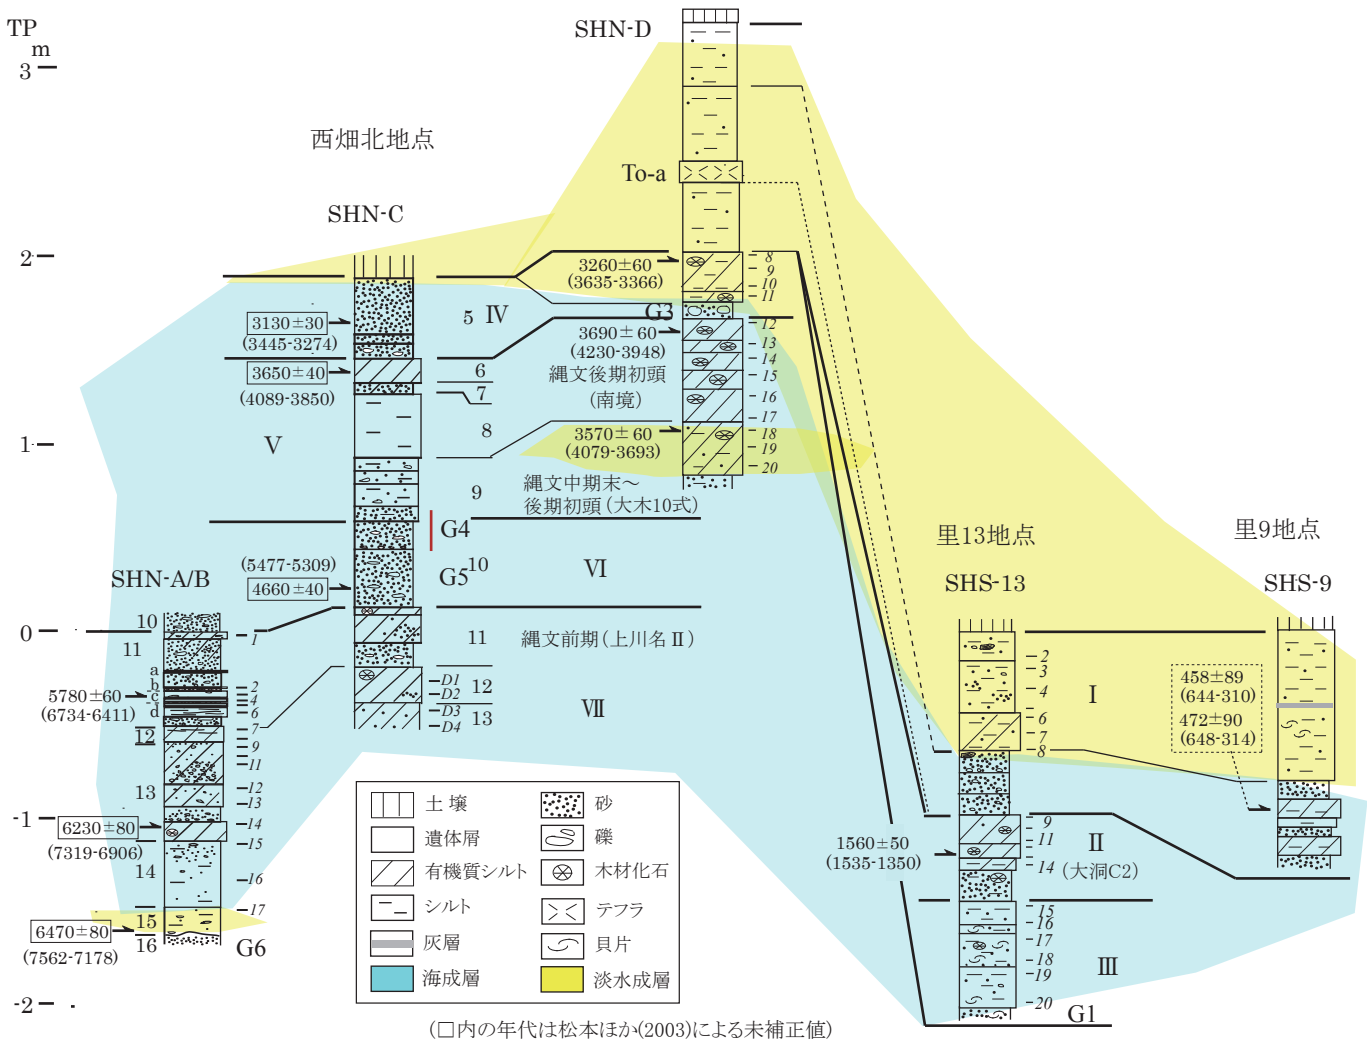 TP
m
3
2
1
0
-1
-2
西畑北地点
SHN-A/B
10
11
a
b
c
d
12
13
14
15
16
1
2
4
6
7
9
11
12
13
14
15
16
17
5780±60
(6734-6411)
6230±80
(7319-6906)
6470±80
(7562-7178)
G6
SHN-C
3130±30
(3445-3274)
3650±40
(4089-3850)
(5477-5309)
4660±40
5 Ⅳ
6
7
8
Ⅴ
9
縄文中期末～
後期初頭(大木10式)
G4
G5
10
Ⅵ
11
縄文前期(上川名Ⅱ)
12
13
Ⅶ
D1
D2
D3
D4
SHN-D
To-a
3260±60
(3635-3366)
G3
3690±60
(4230-3948)
縄文後期初頭
(南境)
3570±60
(4079-3693)
8
9
10
11
12
13
14
15
16
17
18
19
20
里13地点
SHS-13
2
3
4
6
7
8
9
11
14
15
16
17
18
19
20
1560±50
(1535-1350)
Ⅰ
Ⅱ
(大洞C2)
Ⅲ
G1
里9地点
SHS-9
458±89
(644-310)
472±90
(648-314)
土壌
遺体屑
有機質シルト
シルト
灰層
海成層
砂
礫
木材化石
テフラ
貝片
淡水成層
(□内の年代は松本ほか(2003)による未補正値)